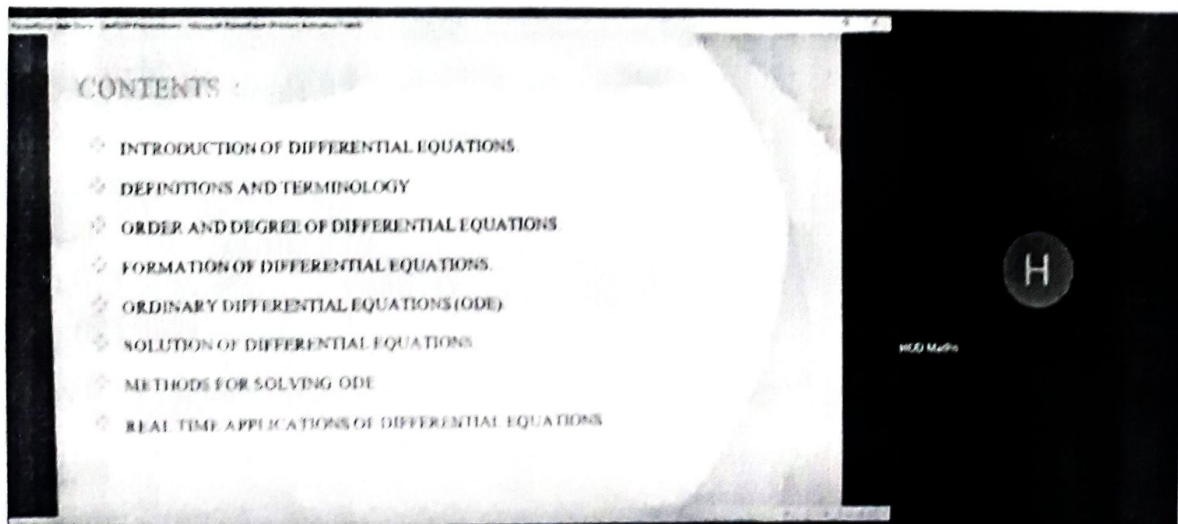 CONTENTS :
INTRODUCTION OF DIFFERENTIAL EQUATIONS.
DEFINITIONS AND TERMINOLOGY
ORDER AND DEGREE OF DIFFERENTIAL EQUATIONS.
FORMATION OF DIFFERENTIAL EQUATIONS.
ORDINARY DIFFERENTIAL EQUATIONS (ODE)
SOLUTION OF DIFFERENTIAL EQUATIONS
METHODS FOR SOLVING ODE
REAL TIME APPLICATIONS OF DIFFERENTIAL EQUATIONS
H
HOD Maths